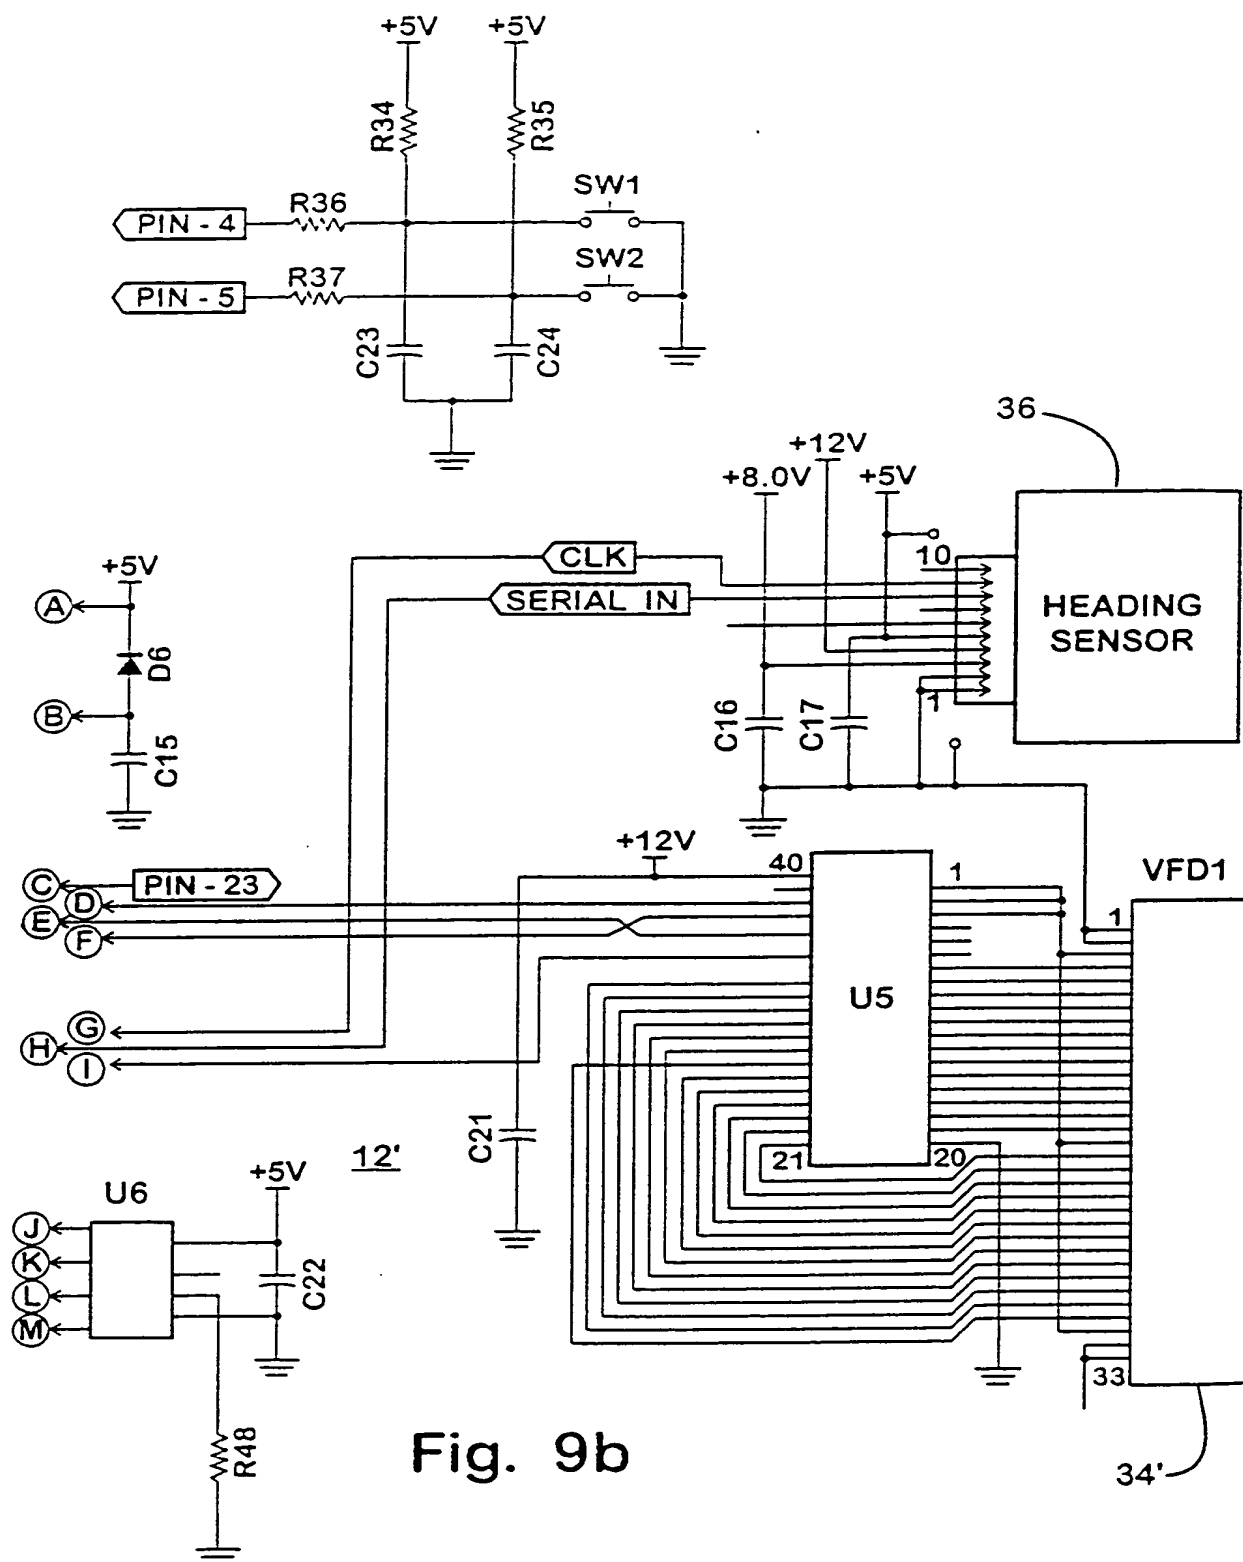 +5V +5V
R34 R35
SW1
R36
PIN - 4
SW2
R37
PIN - 5
C23 C24
36
+12V
+8.0V +5V
10
CLK
+5V
SERIAL IN
A
HEADING
SENSOR
D6
B
1
C16 C17
C15
+12V
40 1 VFD1
C PIN - 23
D
E
F
1
U5
G
H
I
C21
12'
21 20
+5V
U6
J
K
C22
L
M
33
R48
Fig. 9b
34'